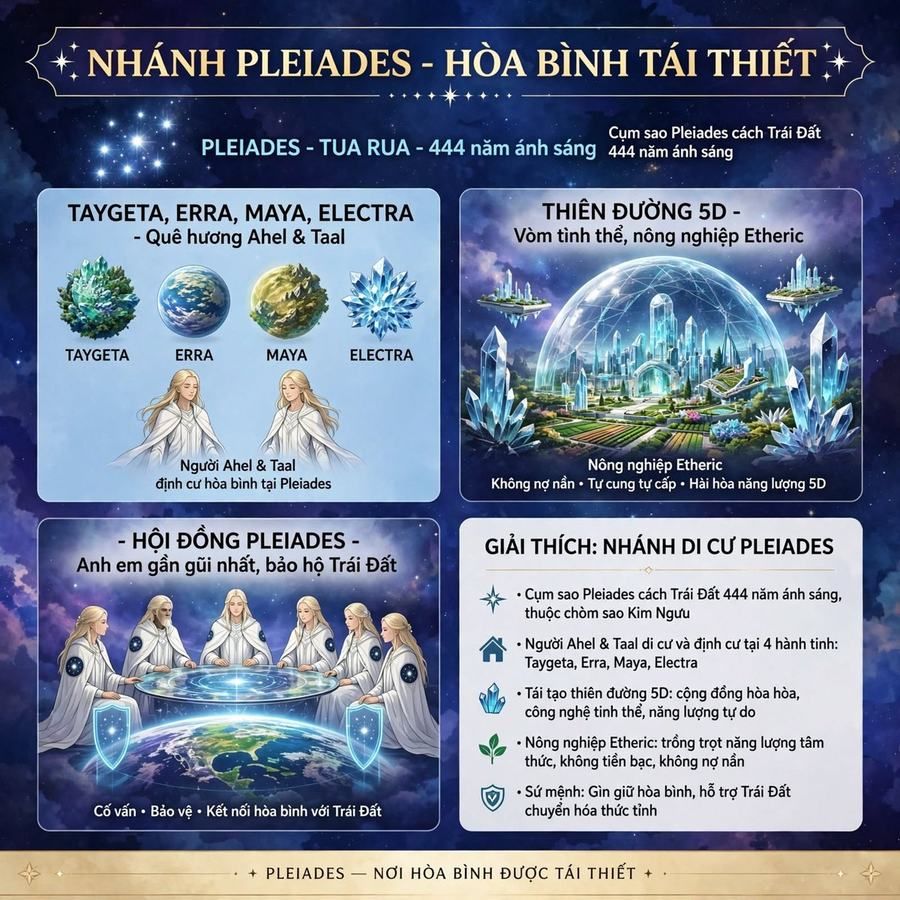 NHÁNH PLEIADES - HÒA BÌNH TÁI THIẾT
PLEIADES - TUA RUA - 444 năm ánh sáng
Cụm sao Pleiades cách Trái Đất
444 năm ánh sáng
TAYGETA, ERRA, MAYA, ELECTRA
- Quê hương Ahel & Taal
TAYGETA
ERRA
MAYA
ELECTRA
Người Ahel & Taal
định cư hòa bình tại Pleiades
THIÊN ĐƯỜNG 5D -
Vòm tình thể, nông nghiệp Etheric
Nông nghiệp Etheric
Không nợ nần • Tự cung tự cấp • Hài hòa năng lượng 5D
- HỘI ĐỒNG PLEIADES -
Anh em gần gũi nhất, bảo hộ Trái Đất
Cố vấn • Bảo vệ • Kết nối hòa bình với Trái Đất
GIẢI THÍCH: NHÁNH DI CƯ PLEIADES
• Cụm sao Pleiades cách Trái Đất 444 năm ánh sáng,
thuộc chòm sao Kim Ngưu
• Người Ahel & Taal di cư và định cư tại 4 hành tinh:
Taygeta, Erra, Maya, Electra
• Tái tạo thiên đường 5D: cộng đồng hòa hòa,
công nghệ tinh thể, năng lượng tự do
• Nông nghiệp Etheric: trồng trọt năng lượng tâm
thức, không tiền bạc, không nợ nần
• Sứ mệnh: Gìn giữ hòa bình, hỗ trợ Trái Đất
chuyển hóa thức tỉnh
PLEIADES — NƠI HÒA BÌNH ĐƯỢC TÁI THIẾT